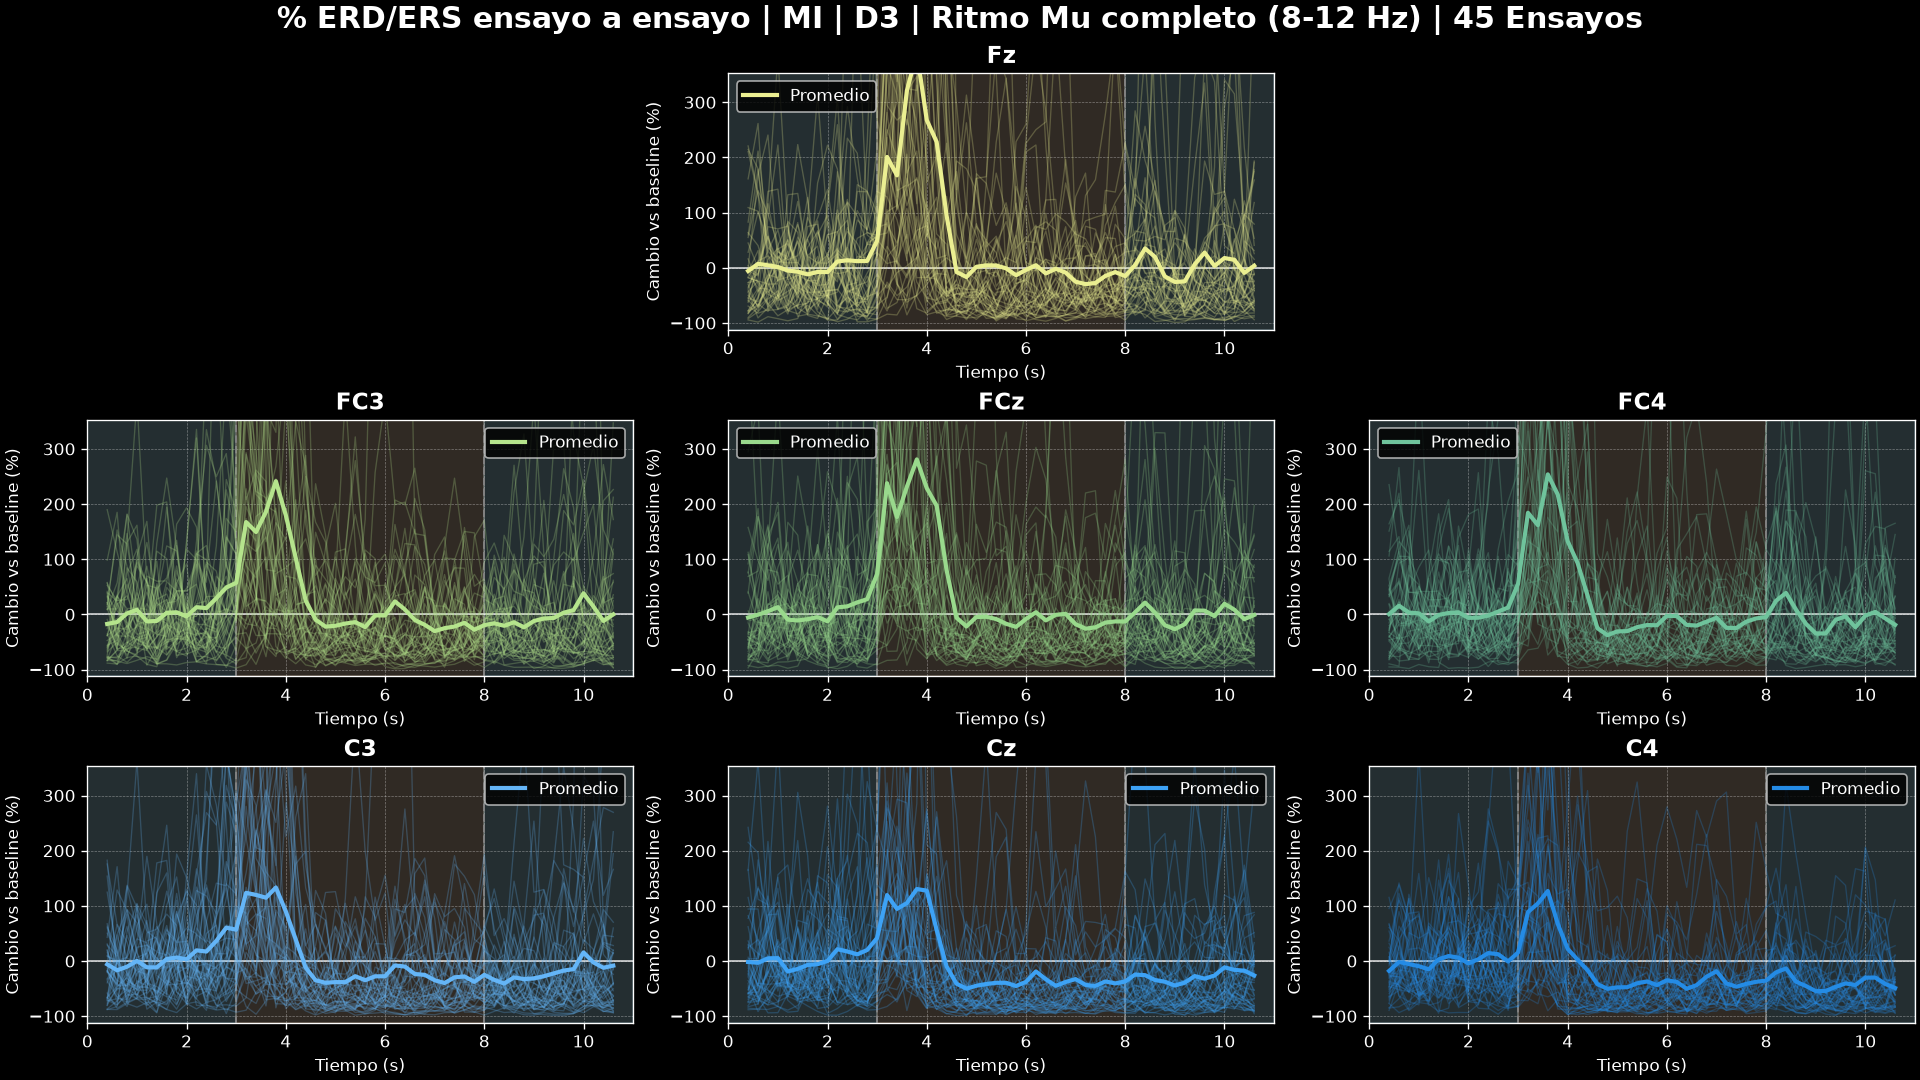 % ERD/ERS ensayo a ensayo | MI | D3 | Ritmo Mu completo (8-12 Hz) | 45 Ensayos
Fz
Cambio vs baseline (%)
300
200
100
0
−100
Promedio
0 2 4 6 8 10
Tiempo (s)
FC3
Cambio vs baseline (%)
300
200
100
0
−100
Promedio
0 2 4 6 8 10
Tiempo (s)
FCz
Cambio vs baseline (%)
300
200
100
0
−100
Promedio
0 2 4 6 8 10
Tiempo (s)
FC4
Cambio vs baseline (%)
300
200
100
0
−100
Promedio
0 2 4 6 8 10
Tiempo (s)
C3
Cambio vs baseline (%)
300
200
100
0
−100
Promedio
0 2 4 6 8 10
Tiempo (s)
Cz
Cambio vs baseline (%)
300
200
100
0
−100
Promedio
0 2 4 6 8 10
Tiempo (s)
C4
Cambio vs baseline (%)
300
200
100
0
−100
Promedio
0 2 4 6 8 10
Tiempo (s)